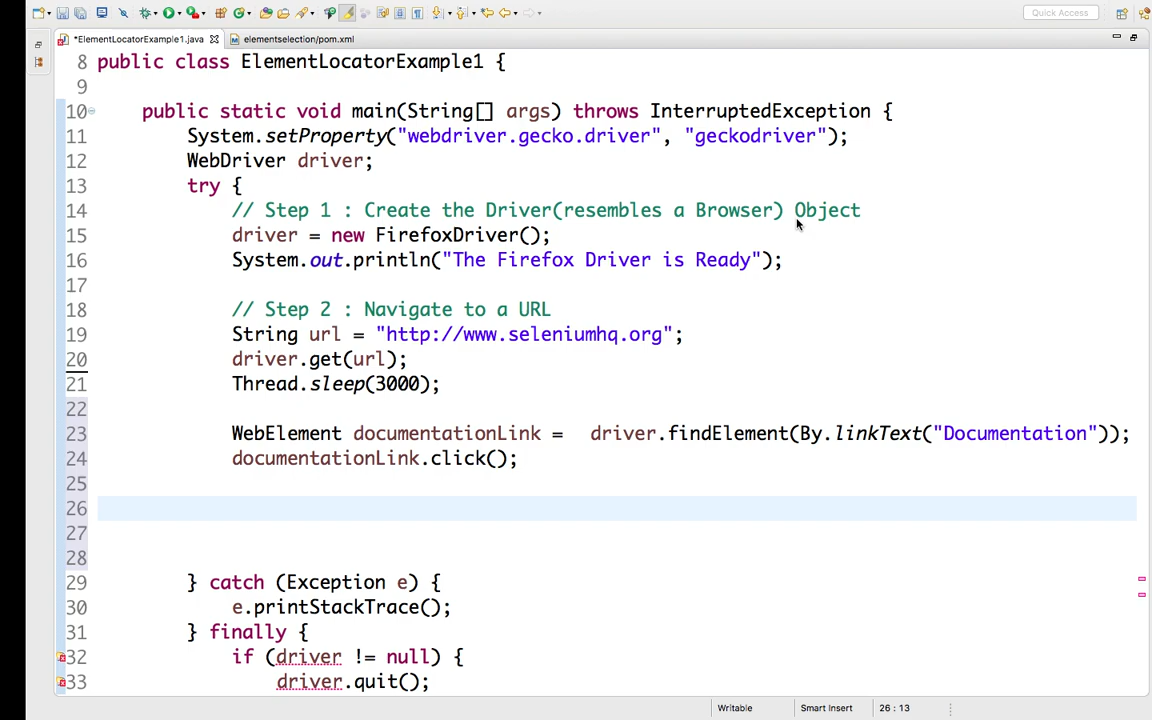 Quick Access
*ElementLocatorExample1.java
elementselection/pom.xml
8 public class ElementLocatorExample1 {
9
10 public static void main(String[] args) throws InterruptedException {
11 System.setProperty("webdriver.gecko.driver", "geckodriver");
12 WebDriver driver;
13 try {
14 // Step 1 : Create the Driver(resembles a Browser) Object
15 driver = new FirefoxDriver();
16 System.out.println("The Firefox Driver is Ready");
17
18 // Step 2 : Navigate to a URL
19 String url = "http://www.seleniumhq.org";
20 driver.get(url);
21 Thread.sleep(3000);
22
23 WebElement documentationLink = driver.findElement(By.linkText("Documentation"));
24 documentationLink.click();
25
26
27
28
29 } catch (Exception e) {
30 e.printStackTrace();
31 } finally {
32 if (driver != null) {
33 driver.quit();
Writable
Smart Insert
26 : 13